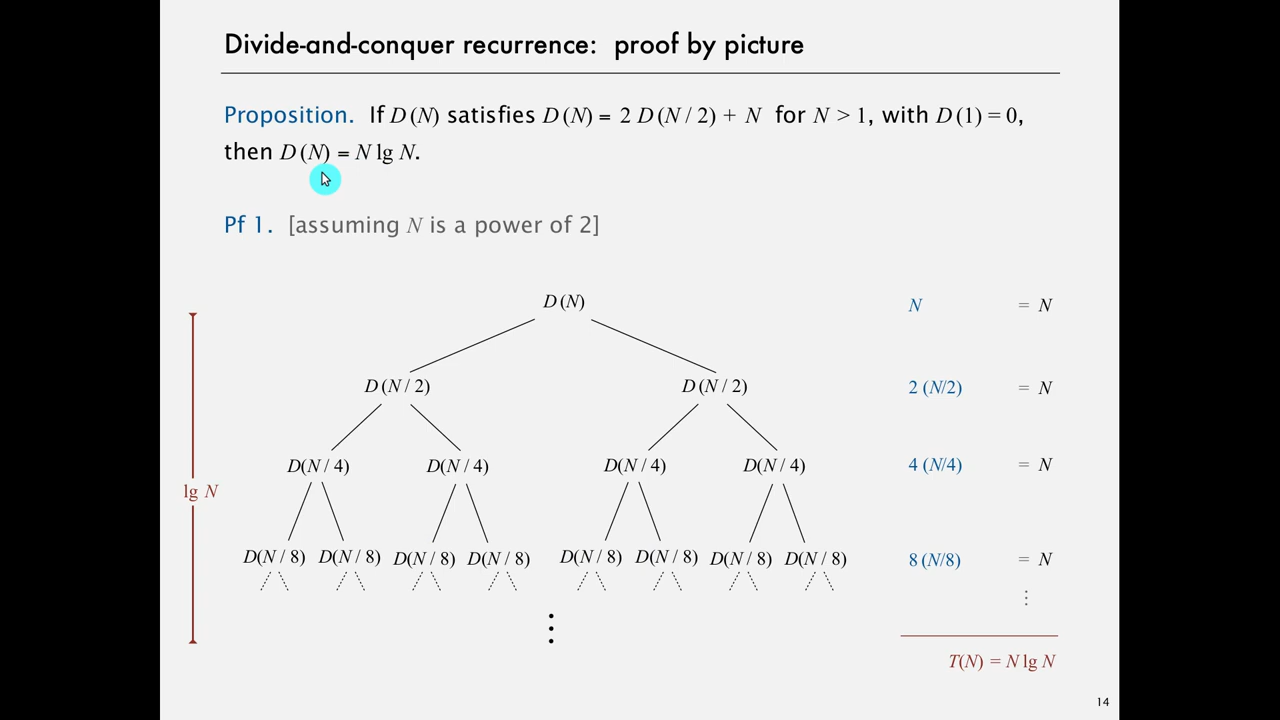 Divide-and-conquer recurrence: proof by picture
Proposition. If D (N) satisfies D (N) = 2 D (N / 2) + N for N > 1, with D (1) = 0,
then D (N) = N lg N.
Pf 1. [assuming N is a power of 2]
D (N)
N = N
D (N / 2) D (N / 2)
2 (N/2) = N
D(N / 4) D(N / 4) D(N / 4) D(N / 4)
4 (N/4) = N
lg N
D(N / 8) D(N / 8) D(N / 8) D(N / 8) D(N / 8) D(N / 8) D(N / 8) D(N / 8)
8 (N/8) = N
⋮
⋮
T(N) = N lg N
14